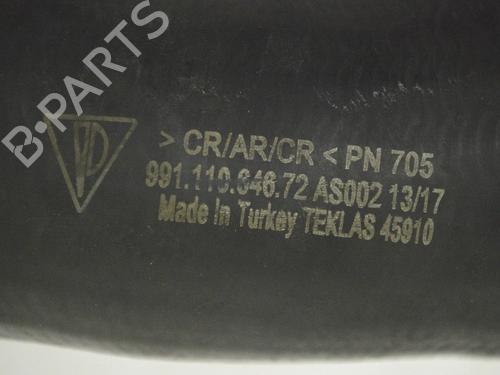 B-PARTS
> CR/AR/CR < PN 705
991.110.646.72 AS002 13/17
Made In Turkey TEKLAS 45910